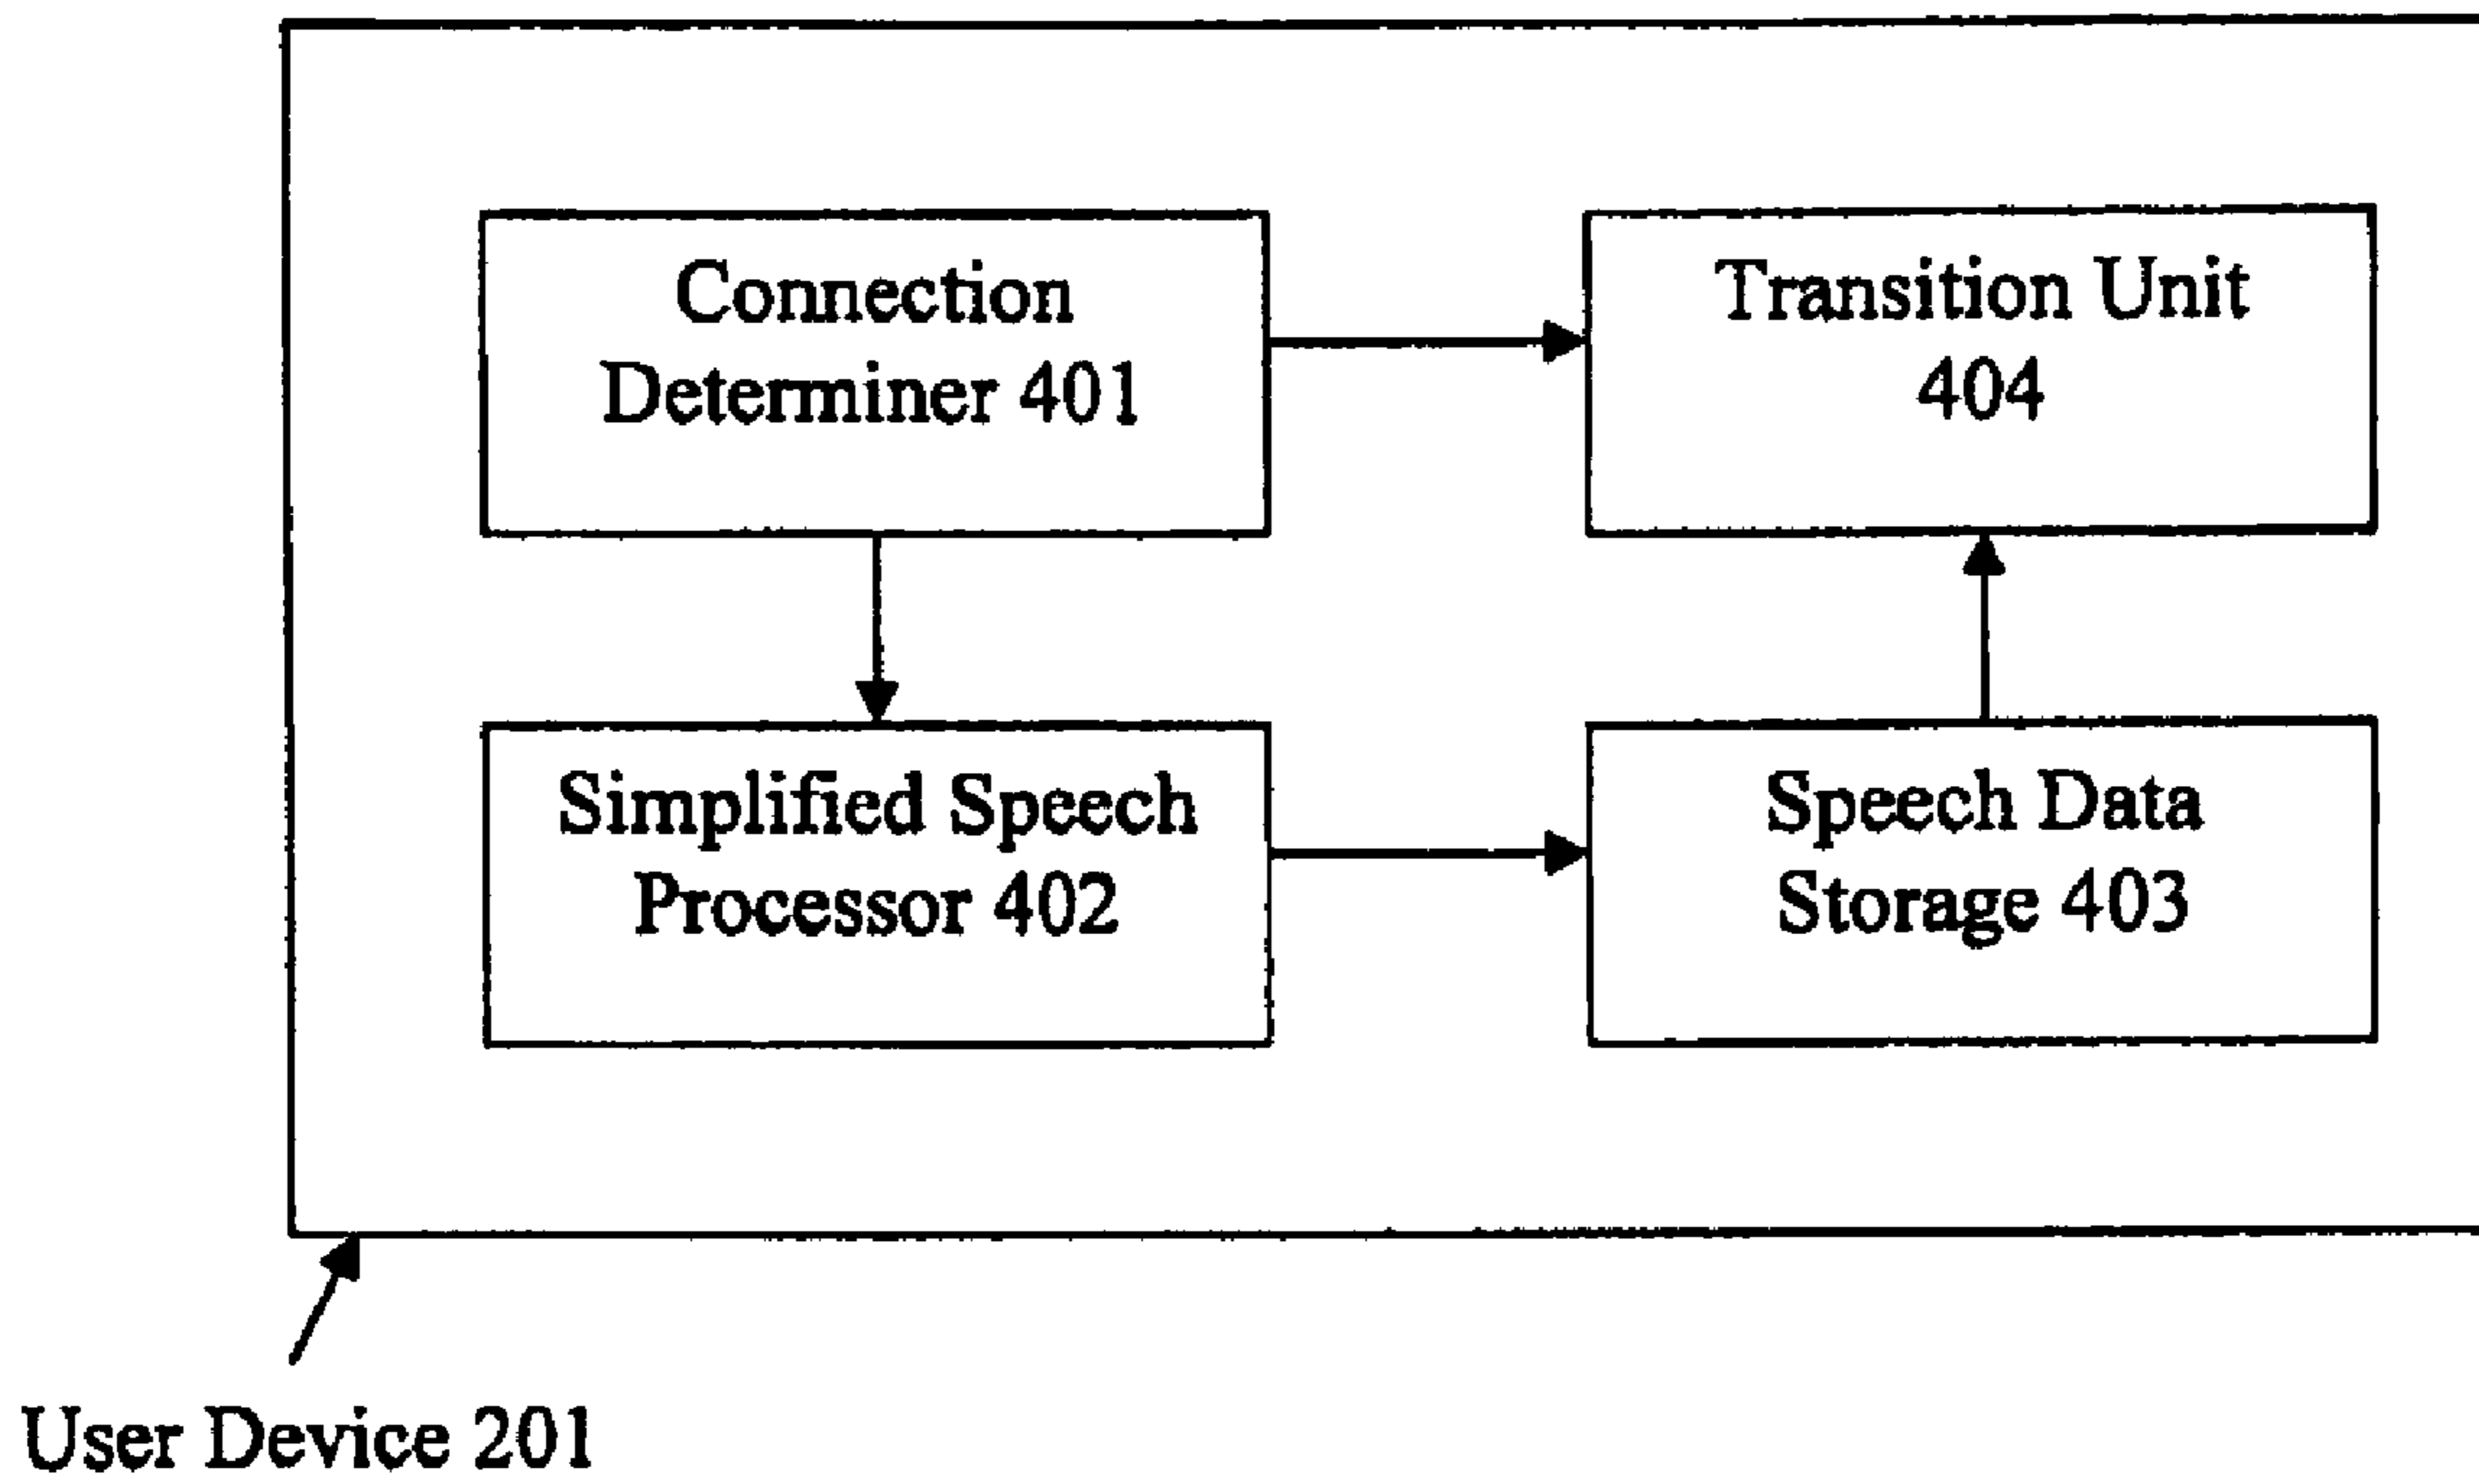 Connection
Determiner 401
Transition Unit
404
Simplified Speech
Processor 402
Speech Data
Storage 403
User Device 201